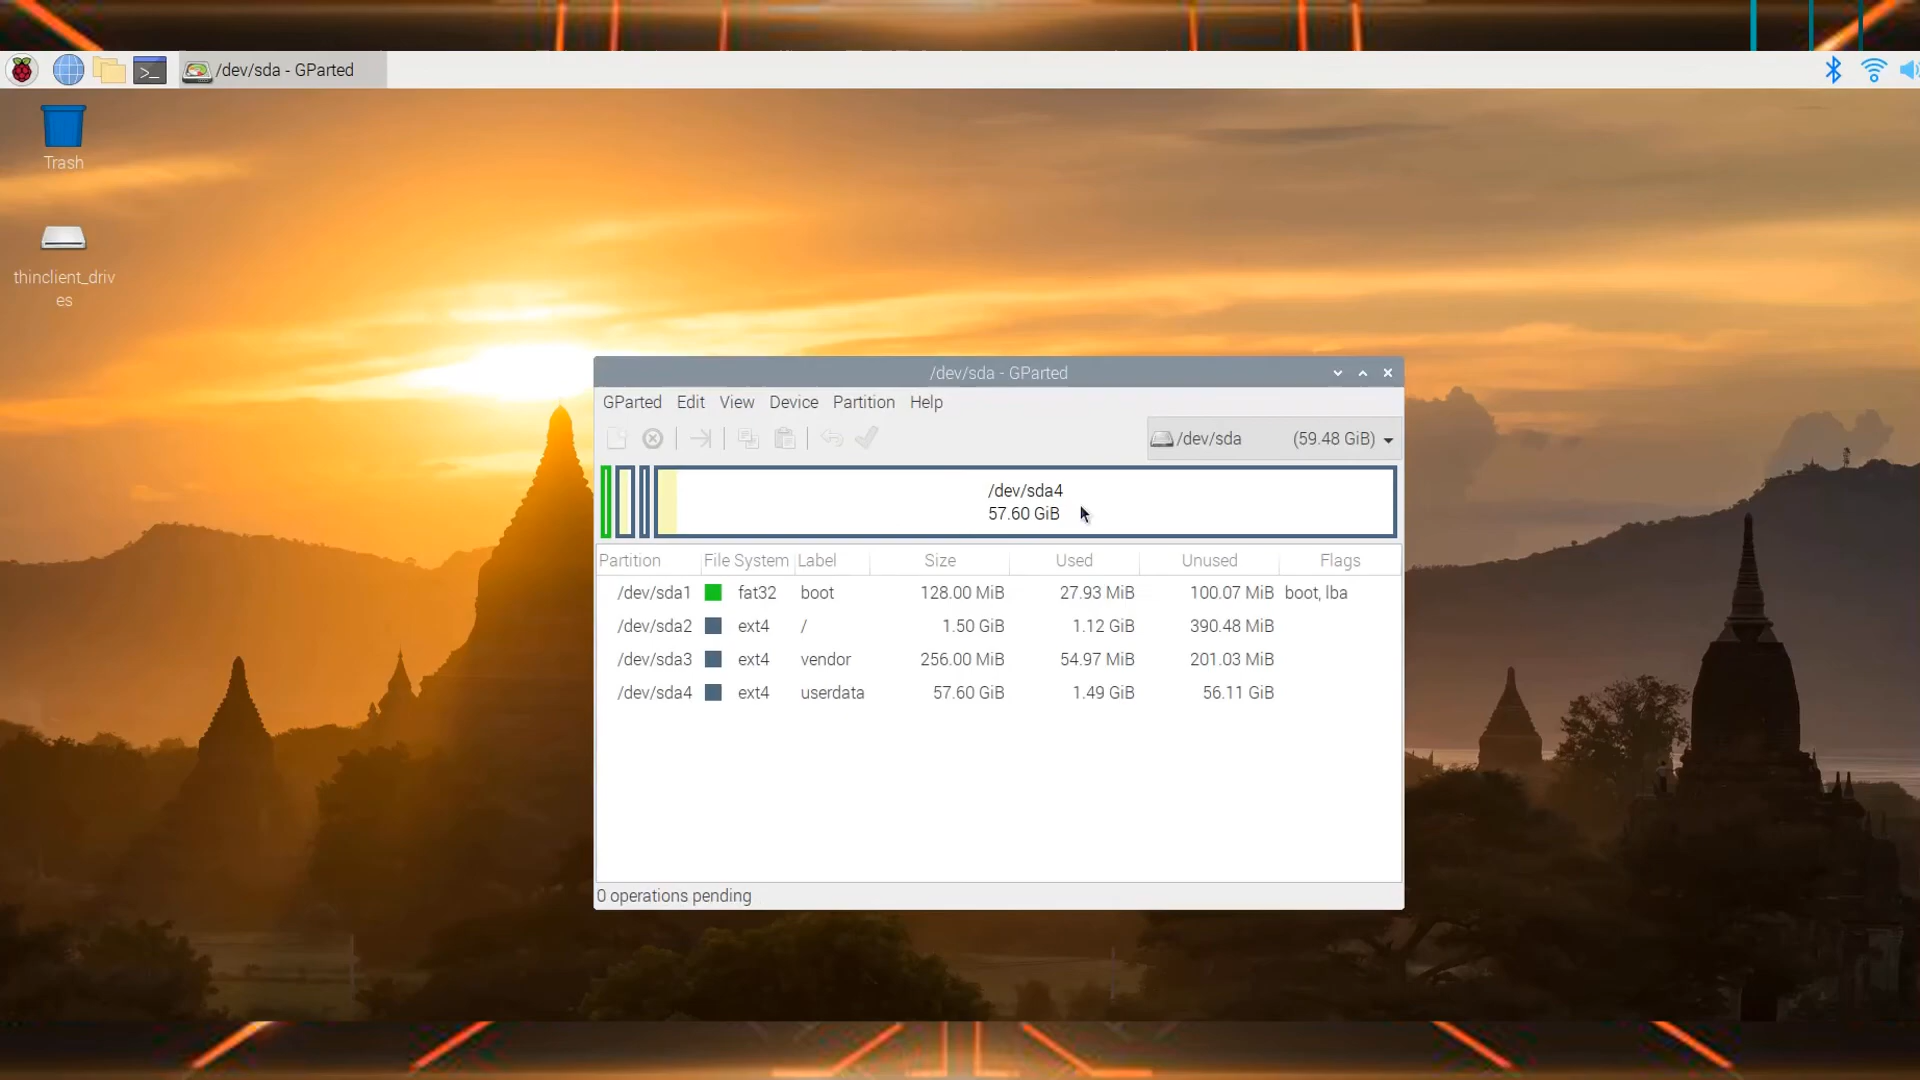 /dev/sda - GParted
Trash
thinclient_driv
es
/dev/sda - GParted
GParted Edit View Device Partition Help
/dev/sda (59.48 GiB)
/dev/sda4
57.60 GiB
Partition File System Label Size Used Unused Flags
/dev/sda1 fat32 boot 128.00 MiB 27.93 MiB 100.07 MiB boot, lba
/dev/sda2 ext4 / 1.50 GiB 1.12 GiB 390.48 MiB
/dev/sda3 ext4 vendor 256.00 MiB 54.97 MiB 201.03 MiB
/dev/sda4 ext4 userdata 57.60 GiB 1.49 GiB 56.11 GiB
0 operations pending